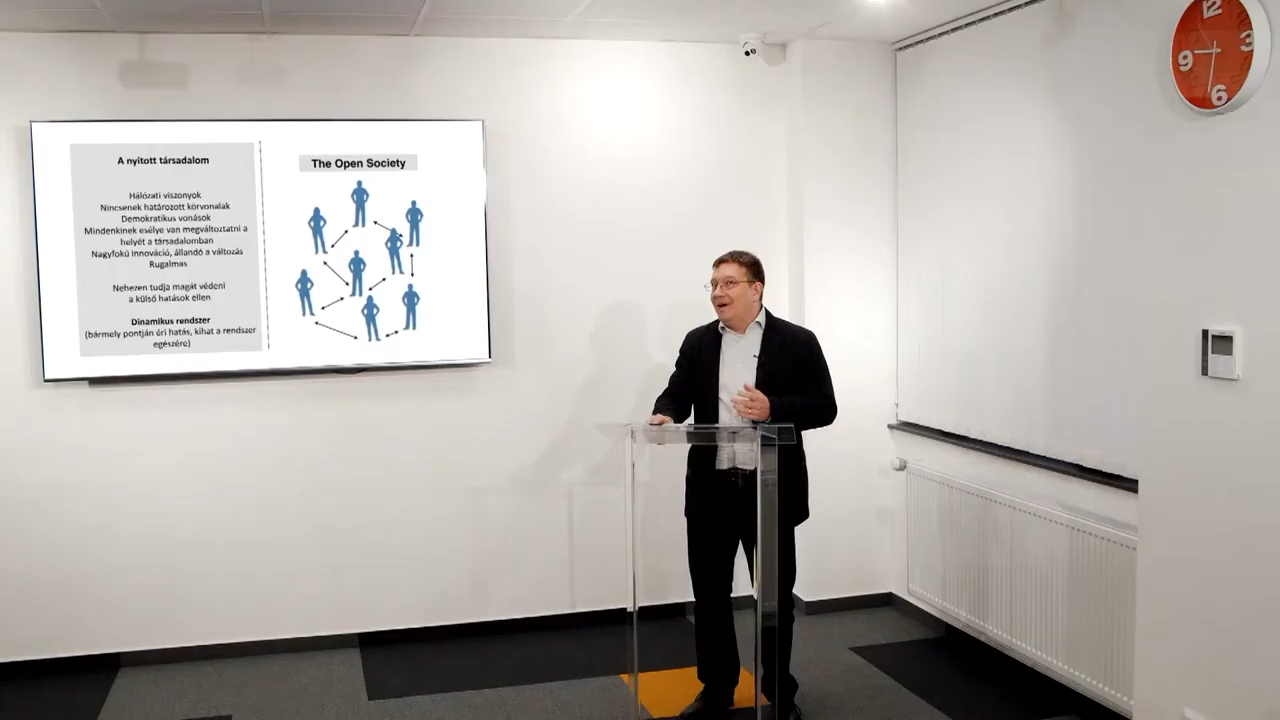 A nyitott társadalom
Hálózati viszonyok
Nincsenek határozott körvonalak
Demokratikus vonások
Mindenkinek esélye van megváltoztatni a
helyét a társadalomban
Nagyfokú innováció, állandó a változás
Rugalmas
Nehezen tudja magát védeni
a külső hatások ellen
Dinamikus rendszer
(bármely pontján éri hatás, kihat a rendszer
egészére)
The Open Society
12
3
9
6